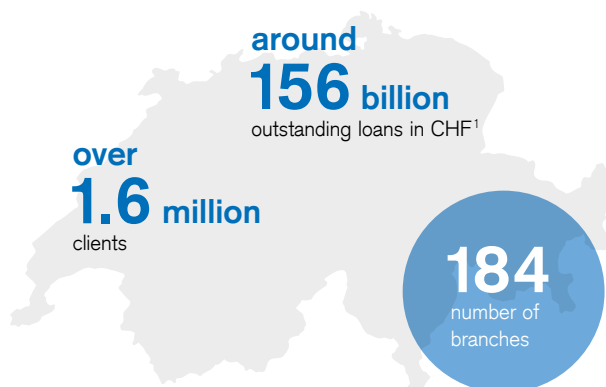 around
156 billion
outstanding loans in CHF¹
over
1.6 million
clients
184
number of
branches